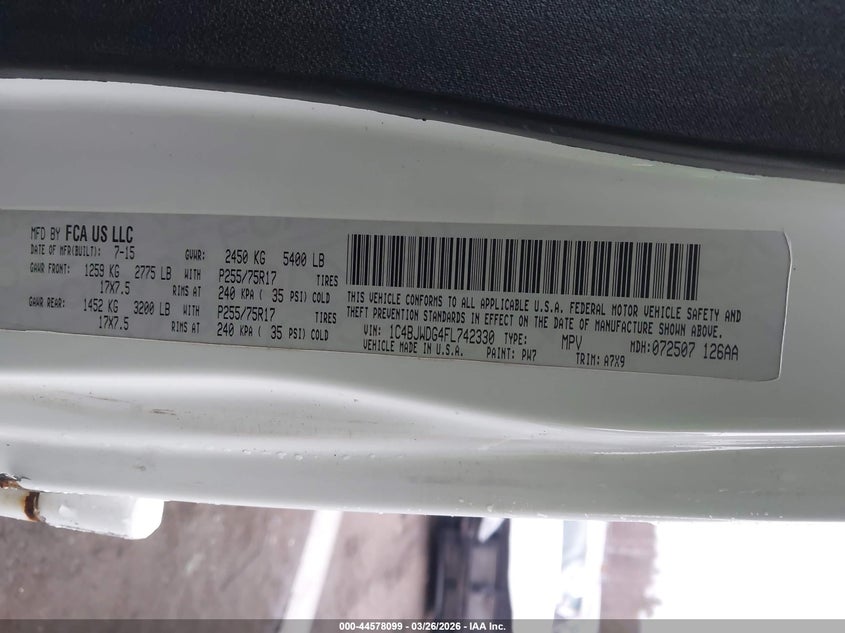 MFD BY FCA US LLC
DATE OF MFR(BUILT): 7-15 GVWR: 2450 KG 5400 LB
GAWR FRONT: 1259 KG 2775 LB WITH P255/75R17 TIRES
17X7.5 RIMS AT 240 KPA ( 35 PSI) COLD
GAWR REAR: 1452 KG 3200 LB WITH P255/75R17 TIRES
17X7.5 RIMS AT 240 KPA ( 35 PSI) COLD
THIS VEHICLE CONFORMS TO ALL APPLICABLE U.S.A. FEDERAL MOTOR VEHICLE SAFETY AND
THEFT PREVENTION STANDARDS IN EFFECT ON THE DATE OF MANUFACTURE SHOWN ABOVE.
VIN: 1C4BJWDG4FL742330 TYPE: MPV MDH:072507 126AA
VEHICLE MADE IN U.S.A. PAINT: PW7 TRIM: A7X9
000-44578099 — 03/26/2026 — IAA Inc.